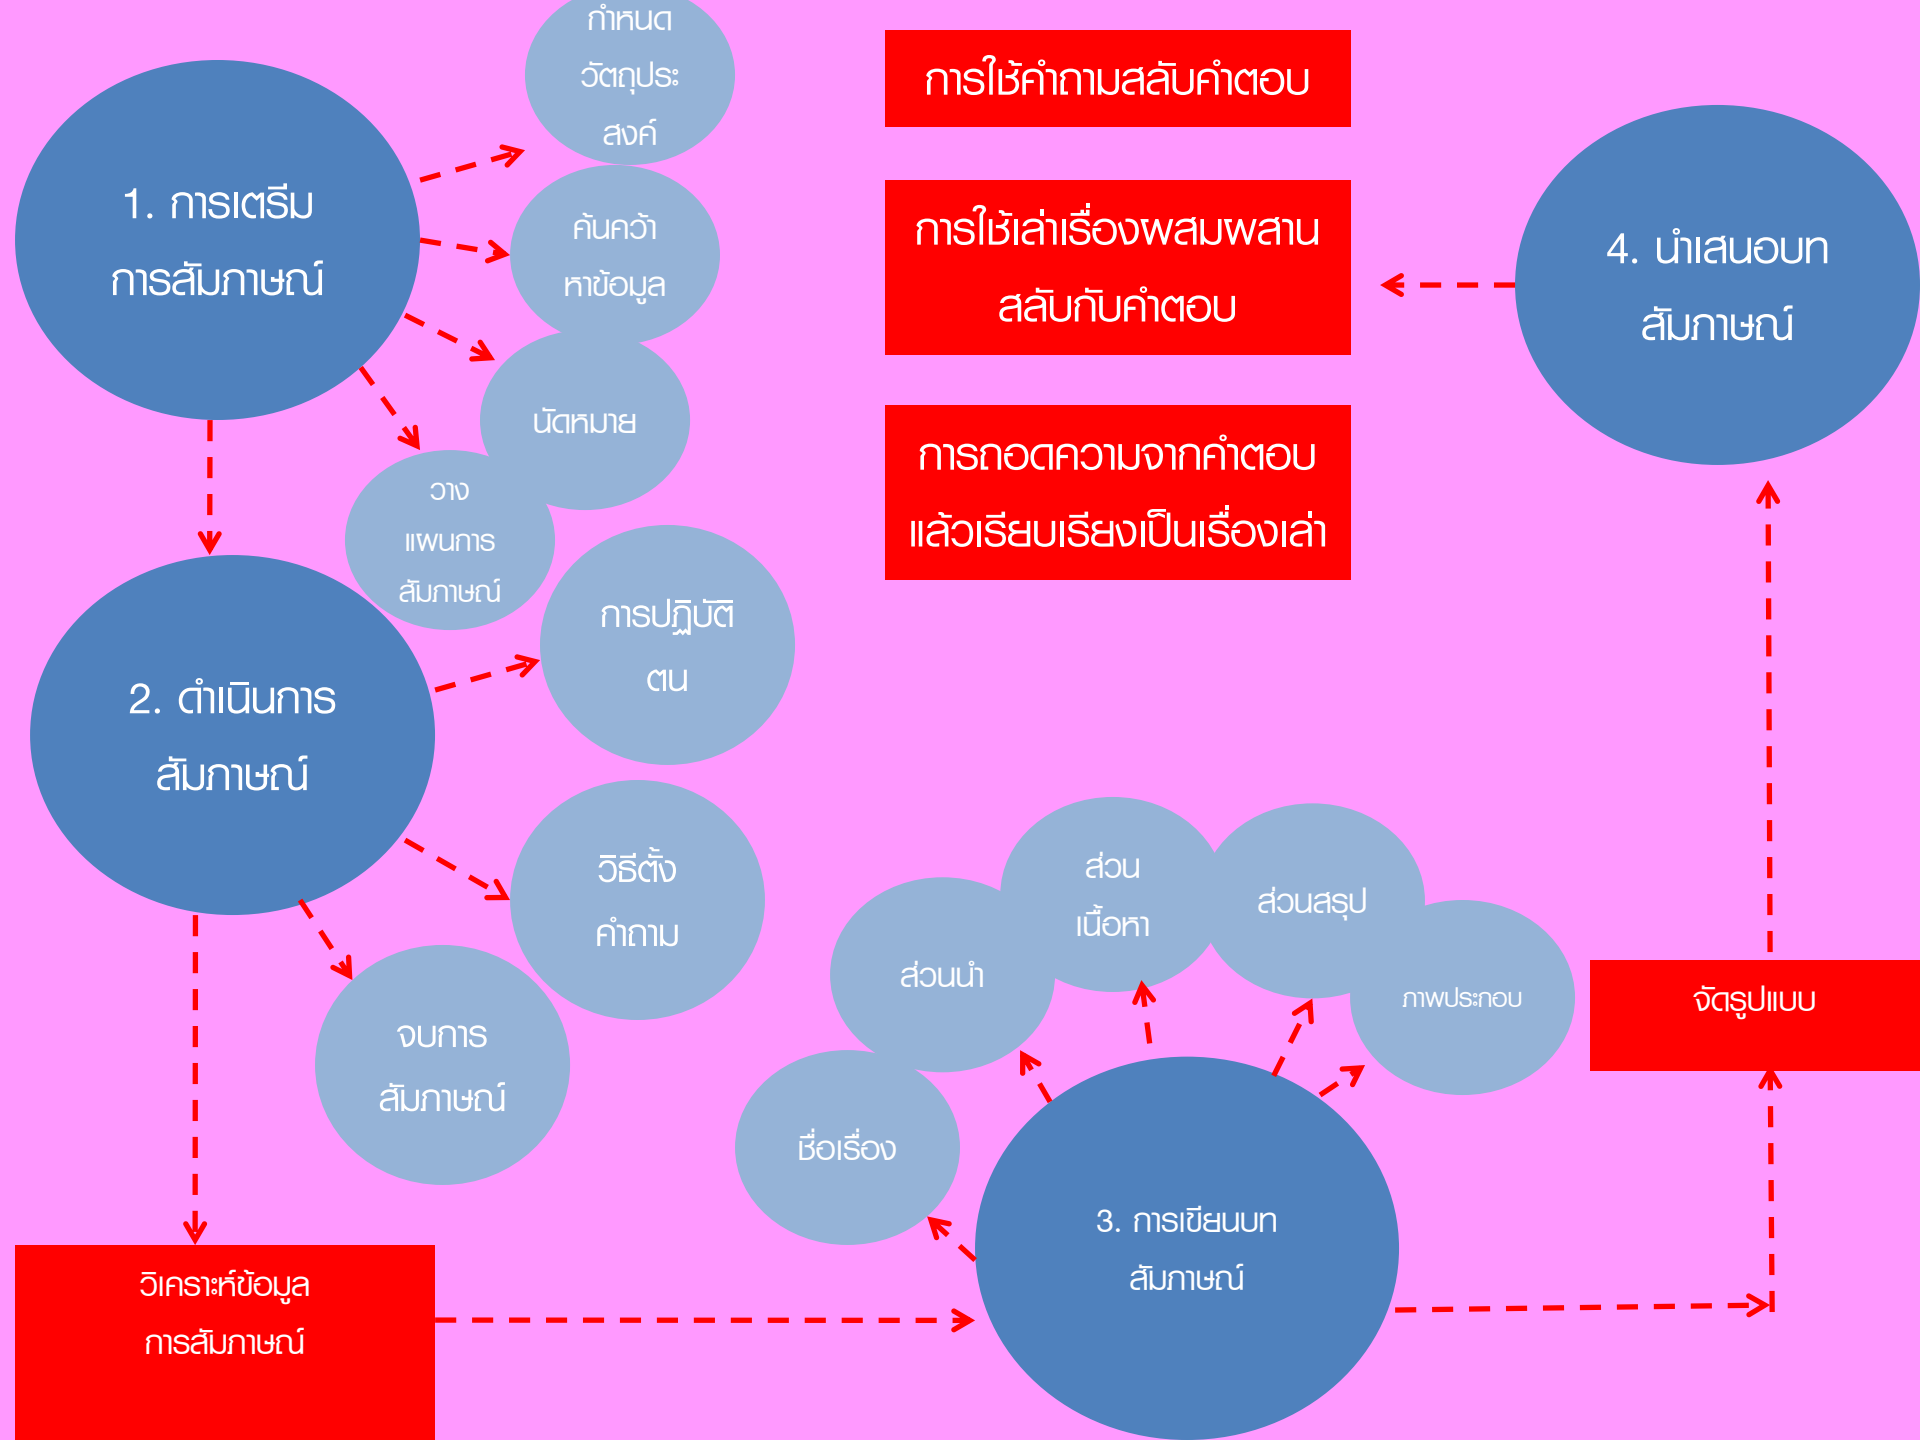 กำหนด
วัตถุประ
สงค์
1. การเตรีม
การสัมภาษณ์
ค้นคว้า
หาข้อมูล
นัดหมาย
วาง
แผนการ
สัมภาษณ์
2. ดำเนินการ
สัมภาษณ์
การปฏิบัติ
ตน
วิธีตั้ง
คำถาม
จบการ
สัมภาษณ์
วิเคราะห์ข้อมูล
การสัมภาษณ์
3. การเขียนบท
สัมภาษณ์
ชื่อเรื่อง
ส่วนนำ
ส่วน
เนื้อหา
ส่วนสรุป
ภาพประกอบ
จัดรูปแบบ
4. นำเสนอบท
สัมภาษณ์
การใช้คำถามสลับคำตอบ
การใช้เล่าเรื่องผสมผสาน
สลับกับคำตอบ
การถอดความจากคำตอบ
แล้วเรียบเรียงเป็นเรื่องเล่า